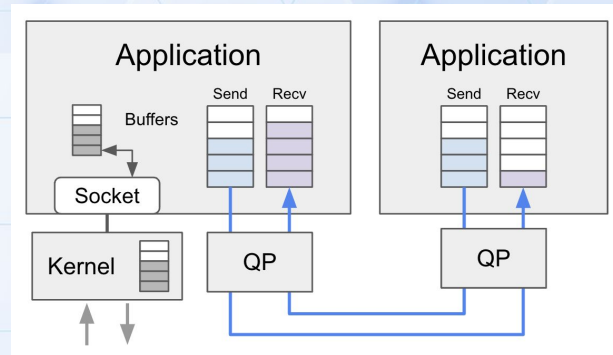 Application
Application
Send
Recv
Send
Recv
Buffers
Socket
Kernel
QP
QP